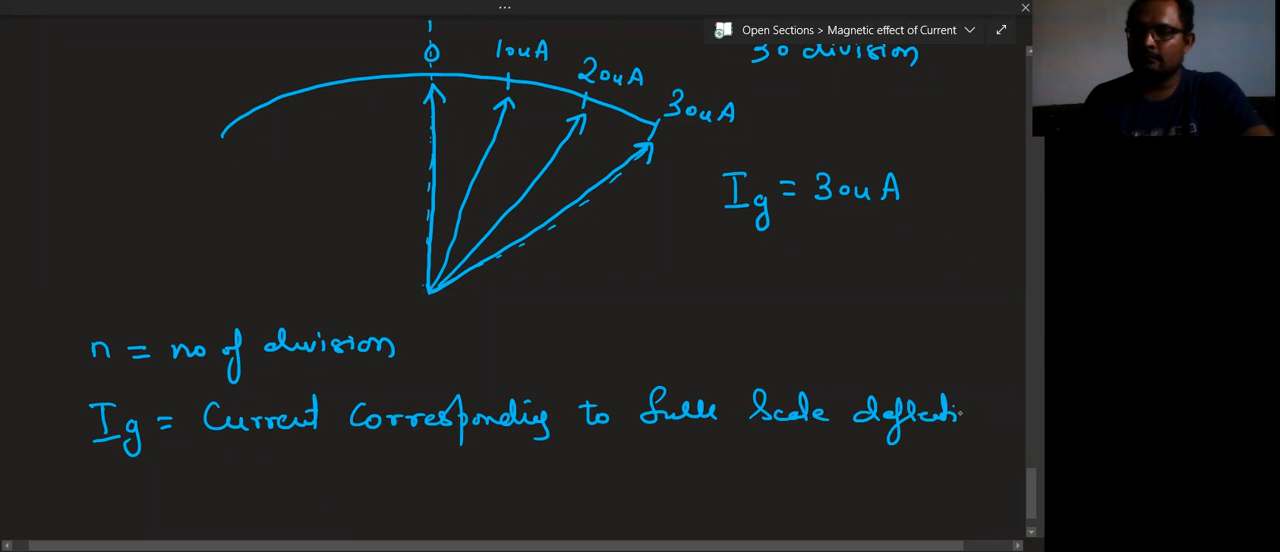 Open Sections > Magnetic effect of Current
30 division
0
10uA
20uA
30uA
Ig = 30uA
n = no of division
Ig = Current corresponding to full scale deflecti